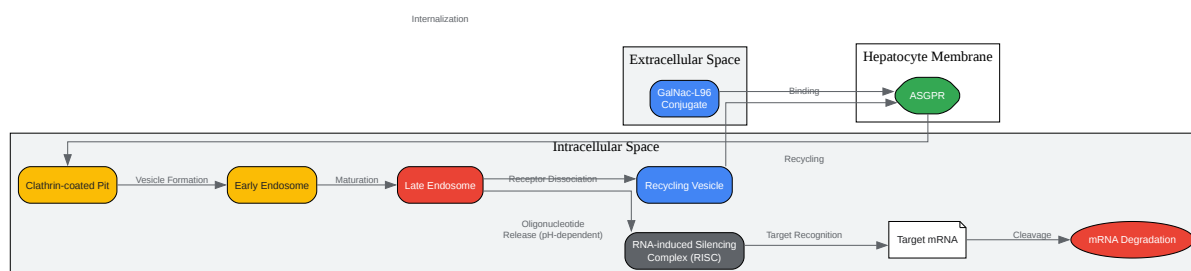 Internalization
Extracellular Space
Hepatocyte Membrane
GalNac-L96
Conjugate
Binding
ASGPR
Intracellular Space
Recycling
Clathrin-coated Pit
Vesicle Formation
Early Endosome
Maturation
Late Endosome
Receptor Dissociation
Recycling Vesicle
Oligonucleotide
Release (pH-dependent)
RNA-induced Silencing
Complex (RISC)
Target Recognition
Target mRNA
Cleavage
mRNA Degradation